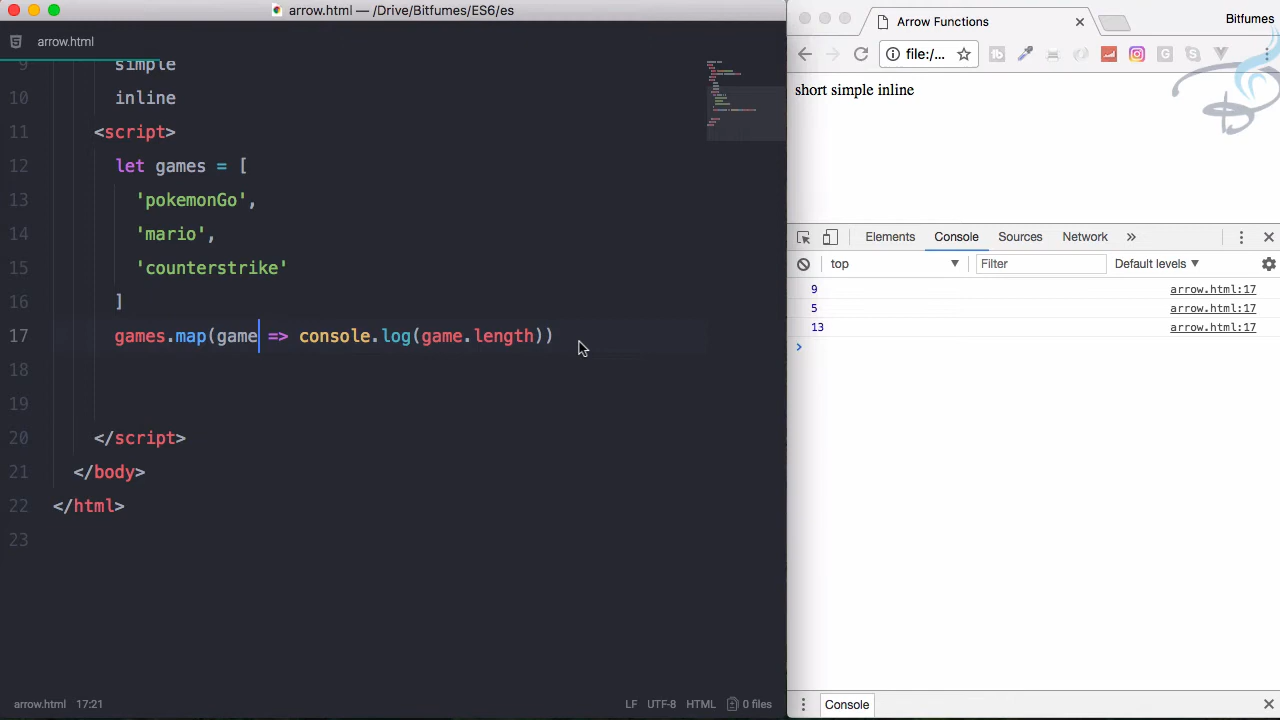 arrow.html — /Drive/Bitfumes/ES6/es
arrow.html
9 simple
10 inline
11 <script>
12 let games = [
13 'pokemonGo',
14 'mario',
15 'counterstrike'
16 ]
17 games.map(game => console.log(game.length))
18
19
20 </script>
21 </body>
22 </html>
23
arrow.html 17:21
LF UTF-8 HTML 0 files
Arrow Functions
Bitfumes
file:/...
short simple inline
Elements Console Sources Network »
top Filter Default levels ▼
9 arrow.html:17
5 arrow.html:17
13 arrow.html:17
>
Console